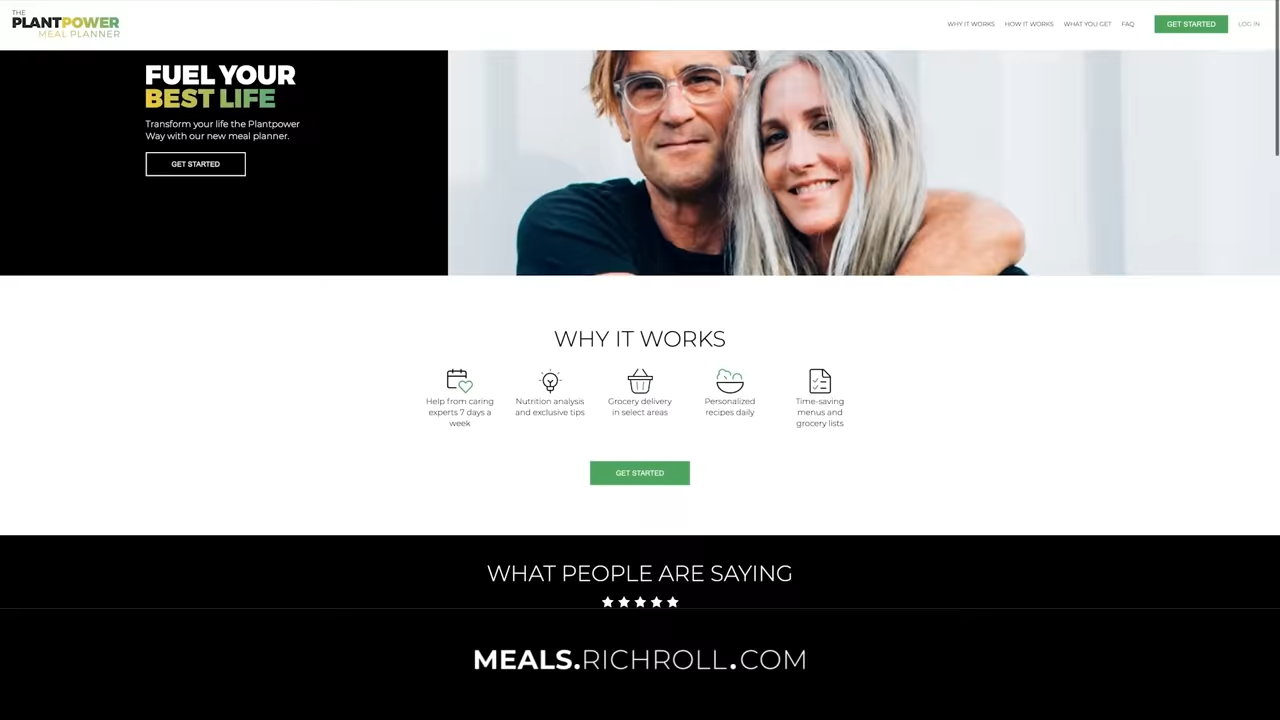 THE
PLANTPOWER
MEAL PLANNER
WHY IT WORKS
HOW IT WORKS
WHAT YOU GET
FAQ
GET STARTED
LOG IN
FUEL YOUR
BEST LIFE
Transform your life the Plantpower
Way with our new meal planner.
GET STARTED
WHY IT WORKS
Help from caring
experts 7 days a
week
Nutrition analysis
and exclusive tips
Grocery delivery
in select areas
Personalized
recipes daily
Time-saving
menus and
grocery lists
GET STARTED
WHAT PEOPLE ARE SAYING
MEALS.RICHROLL.COM